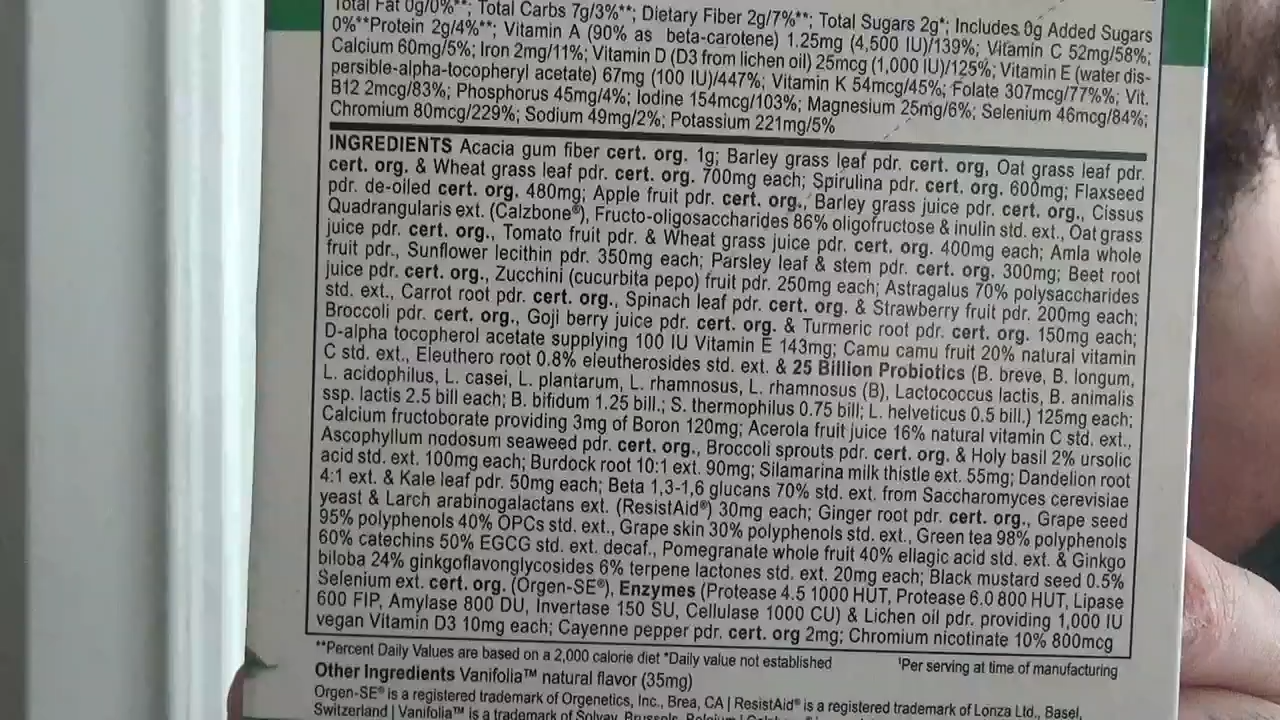 Total Fat 0g/0%**; Total Carbs 7g/3%**; Dietary Fiber 2g/7%**; Total Sugars 2g*; Includes 0g Added Sugars
0%**Protein 2g/4%**; Vitamin A (90% as beta-carotene) 1.25mg (4,500 IU)/139%; Vitamin C 52mg/58%;
Calcium 60mg/5%; Iron 2mg/11%; Vitamin D (D3 from lichen oil) 25mcg (1,000 IU)/125%; Vitamin E (water dis-
persible-alpha-tocopheryl acetate) 67mg (100 IU)/447%; Vitamin K 54mcg/45%; Folate 307mcg/77%%; Vit.
B12 2mcg/83%; Phosphorus 45mg/4%; Iodine 154mcg/103%; Magnesium 25mg/6%; Selenium 46mcg/84%;
Chromium 80mcg/229%; Sodium 49mg/2%; Potassium 221mg/5%
INGREDIENTS Acacia gum fiber cert. org. 1g; Barley grass leaf pdr. cert. org, Oat grass leaf pdr.
cert. org. & Wheat grass leaf pdr. cert. org. 700mg each; Spirulina pdr. cert. org. 600mg; Flaxseed
pdr. de-oiled cert. org. 480mg; Apple fruit pdr. cert. org., Barley grass juice pdr. cert. org., Cissus
Quadrangularis ext. (Calzbone®), Fructo-oligosaccharides 86% oligofructose & inulin std. ext., Oat grass
juice pdr. cert. org., Tomato fruit pdr. & Wheat grass juice pdr. cert. org. 400mg each; Amla whole
fruit pdr., Sunflower lecithin pdr. 350mg each; Parsley leaf & stem pdr. cert. org. 300mg; Beet root
juice pdr. cert. org., Zucchini (cucurbita pepo) fruit pdr. 250mg each; Astragalus 70% polysaccharides
std. ext., Carrot root pdr. cert. org., Spinach leaf pdr. cert. org. & Strawberry fruit pdr. 200mg each;
Broccoli pdr. cert. org., Goji berry juice pdr. cert. org. & Turmeric root pdr. cert. org. 150mg each;
D-alpha tocopherol acetate supplying 100 IU Vitamin E 143mg; Camu camu fruit 20% natural vitamin
C std. ext., Eleuthero root 0.8% eleutherosides std. ext. & 25 Billion Probiotics (B. breve, B. longum,
L. acidophilus, L. casei, L. plantarum, L. rhamnosus, L. rhamnosus (B), Lactococcus lactis, B. animalis
ssp. lactis 2.5 bill each; B. bifidum 1.25 bill.; S. thermophilus 0.75 bill; L. helveticus 0.5 bill.) 125mg each;
Calcium fructoborate providing 3mg of Boron 120mg; Acerola fruit juice 16% natural vitamin C std. ext.,
Ascophyllum nodosum seaweed pdr. cert. org., Broccoli sprouts pdr. cert. org. & Holy basil 2% ursolic
acid std. ext. 100mg each; Burdock root 10:1 ext. 90mg; Silamarina milk thistle ext. 55mg; Dandelion root
4:1 ext. & Kale leaf pdr. 50mg each; Beta 1,3-1,6 glucans 70% std. ext. from Saccharomyces cerevisiae
yeast & Larch arabinogalactans ext. (ResistAid®) 30mg each; Ginger root pdr. cert. org., Grape seed
95% polyphenols 40% OPCs std. ext., Grape skin 30% polyphenols std. ext., Green tea 98% polyphenols
60% catechins 50% EGCG std. ext. decaf., Pomegranate whole fruit 40% ellagic acid std. ext. & Ginkgo
biloba 24% ginkgoflavonglycosides 6% terpene lactones std. ext. 20mg each; Black mustard seed 0.5%
Selenium ext. cert. org. (Orgen-SE®), Enzymes (Protease 4.5 1000 HUT, Protease 6.0 800 HUT, Lipase
600 FIP, Amylase 800 DU, Invertase 150 SU, Cellulase 1000 CU) & Lichen oil pdr. providing 1,000 IU
vegan Vitamin D3 10mg each; Cayenne pepper pdr. cert. org 2mg; Chromium nicotinate 10% 800mcg
**Percent Daily Values are based on a 2,000 calorie diet *Daily value not established ¹Per serving at time of manufacturing
Other Ingredients Vanifolia™ natural flavor (35mg)
Orgen-SE® is a registered trademark of Orgenetics, Inc., Brea, CA | ResistAid® is a registered trademark of Lonza Ltd., Basel,
Switzerland | Vanifolia™ is a trademark of Solvay, Brussels, Belgium